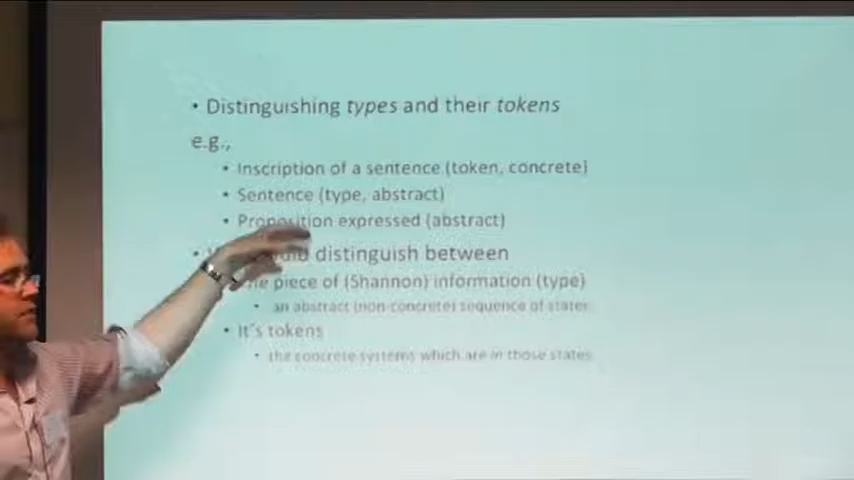 • Distinguishing types and their tokens
e.g.,
• Inscription of a sentence (token, concrete)
• Sentence (type, abstract)
• Proposition expressed (abstract)
• distinguish between
piece of (Shannon) information (type)
• an abstract (non-concrete) sequence of states
• It's tokens
• the concrete systems which are in those states